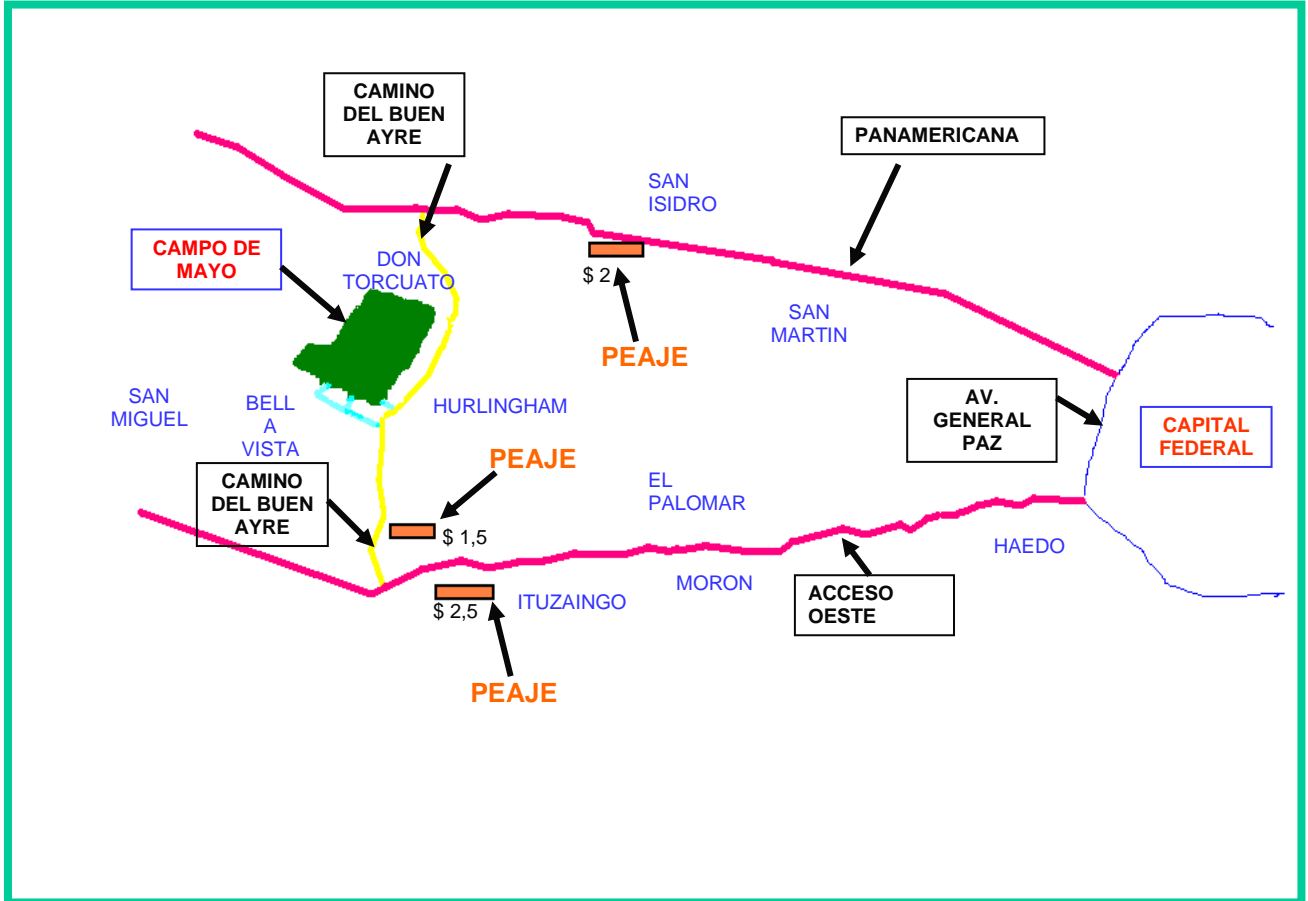 CAMINO
DEL BUEN
AYRE
PANAMERICANA
SAN
ISIDRO
CAMPO DE
MAYO
DON
TORCUATO
$ 2
SAN
MARTIN
PEAJE
SAN
MIGUEL
BELL
A
VISTA
HURLINGHAM
AV.
GENERAL
PAZ
CAPITAL
FEDERAL
PEAJE
CAMINO
DEL BUEN
AYRE
EL
PALOMAR
$ 1,5
HAEDO
MORON
ACCESO
OESTE
$ 2,5
ITUZAINGO
PEAJE